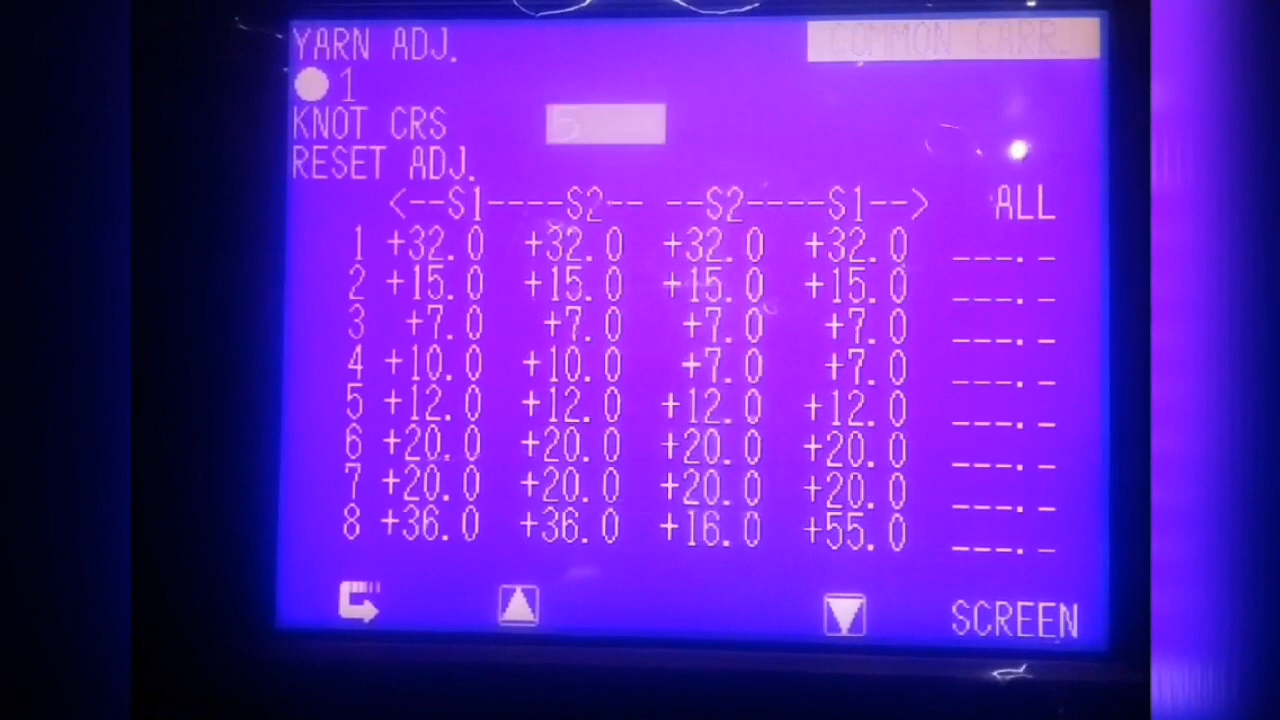 YARN ADJ. COMMON CARR.
1
KNOT CRS 5
RESET ADJ.
<--S1----S2-- --S2----S1--> ALL
1 +32.0 +32.0 +32.0 +32.0 ---.-
2 +15.0 +15.0 +15.0 +15.0 ---.-
3 +7.0 +7.0 +7.0 +7.0 ---.-
4 +10.0 +10.0 +7.0 +7.0 ---.-
5 +12.0 +12.0 +12.0 +12.0 ---.-
6 +20.0 +20.0 +20.0 +20.0 ---.-
7 +20.0 +20.0 +20.0 +20.0 ---.-
8 +36.0 +36.0 +16.0 +55.0 ---.-
SCREEN